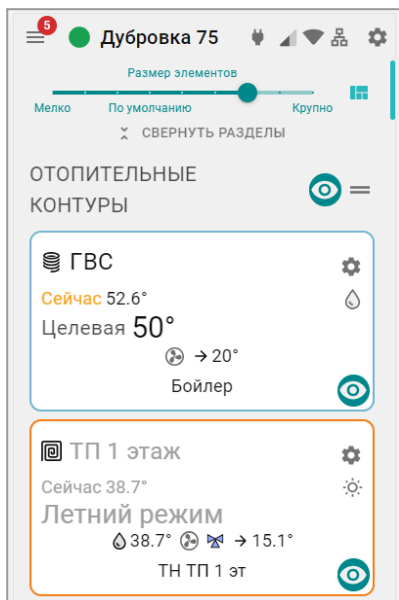 5
Дубровка 75
Размер элементов
Мелко По умолчанию Крупно
СВЕРНУТЬ РАЗДЕЛЫ
ОТОПИТЕЛЬНЫЕ
КОНТУРЫ
ГВС
Сейчас 52.6°
Целевая 50°
→ 20°
Бойлер
ТП 1 этаж
Сейчас 38.7°
Летний режим
38.7° → 15.1°
ТН ТП 1 эт